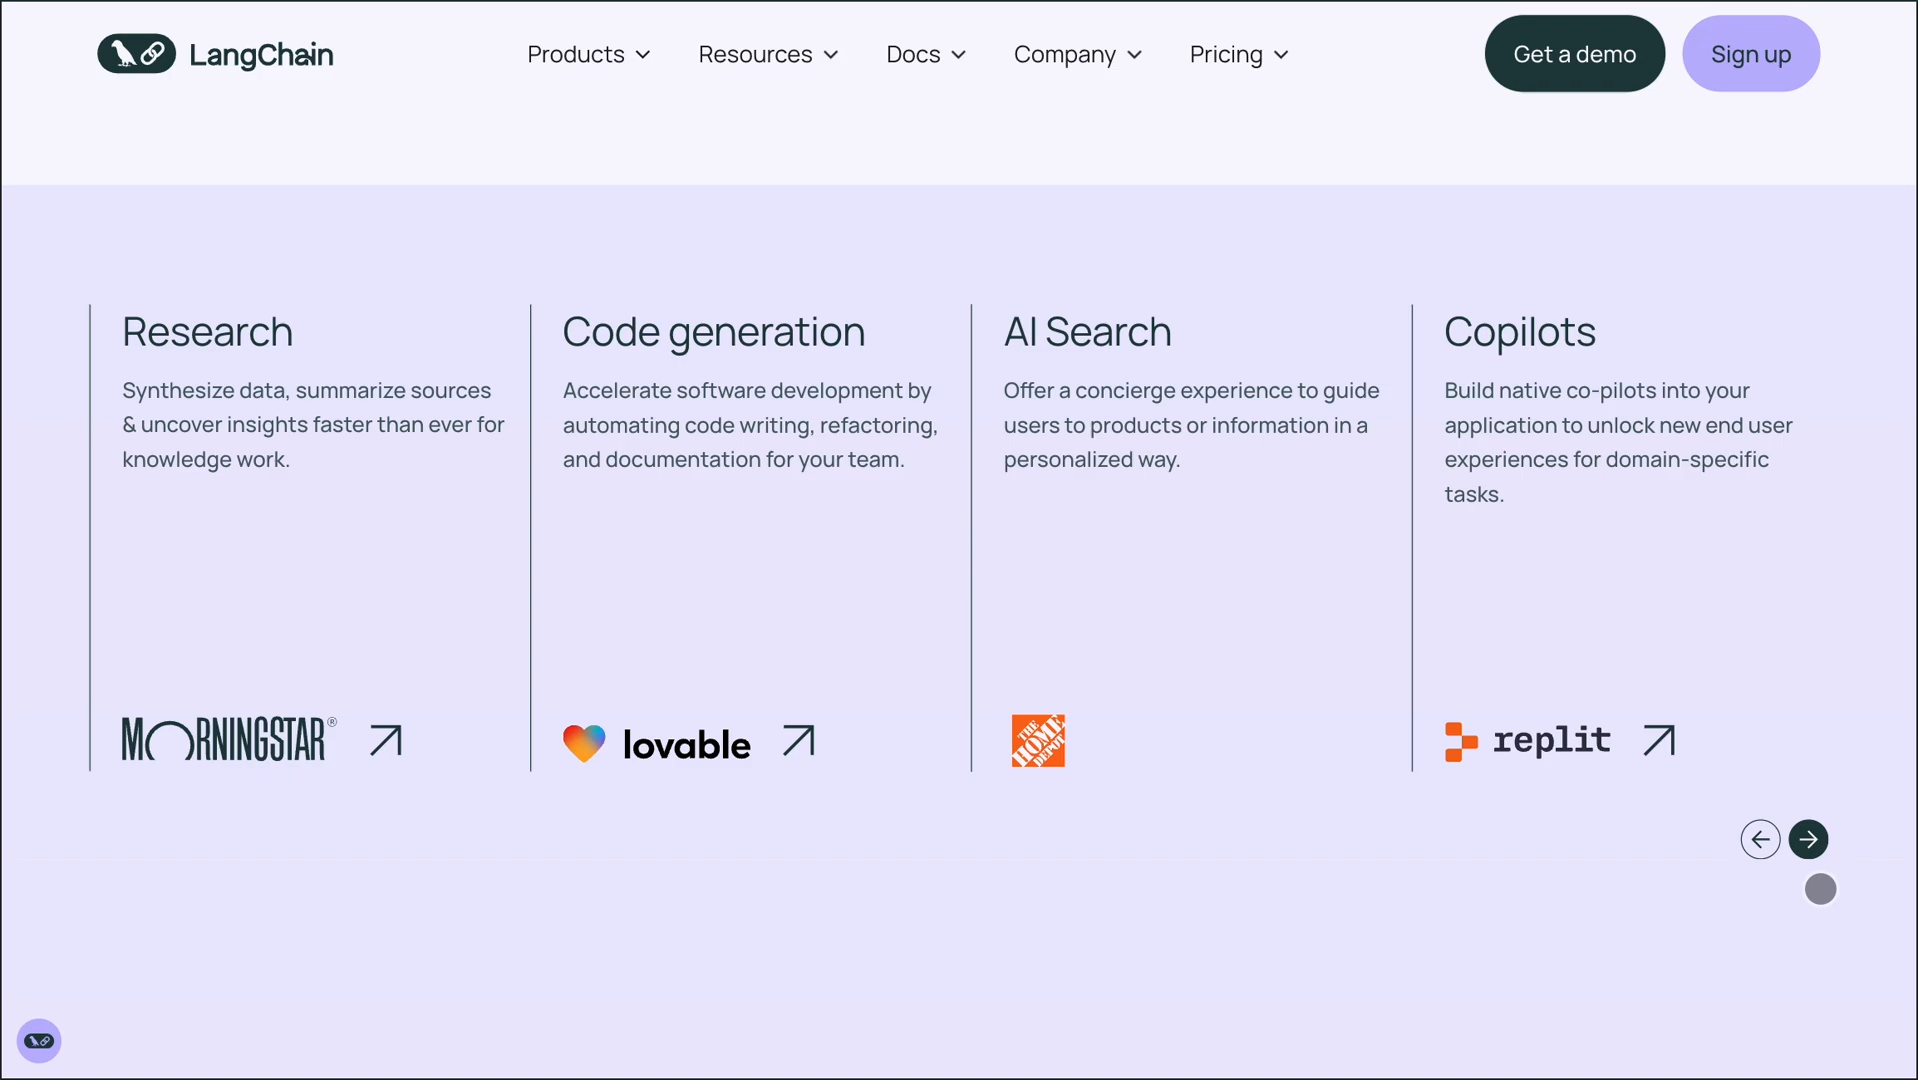 LangChain
Products
Resources
Docs
Company
Pricing
Get a demo
Sign up
Research
Synthesize data, summarize sources
& uncover insights faster than ever for
knowledge work.
MORNINGSTAR®
Code generation
Accelerate software development by
automating code writing, refactoring,
and documentation for your team.
lovable
AI Search
Offer a concierge experience to guide
users to products or information in a
personalized way.
THE
HOME
DEPOT
Copilots
Build native co-pilots into your
application to unlock new end user
experiences for domain-specific
tasks.
replit